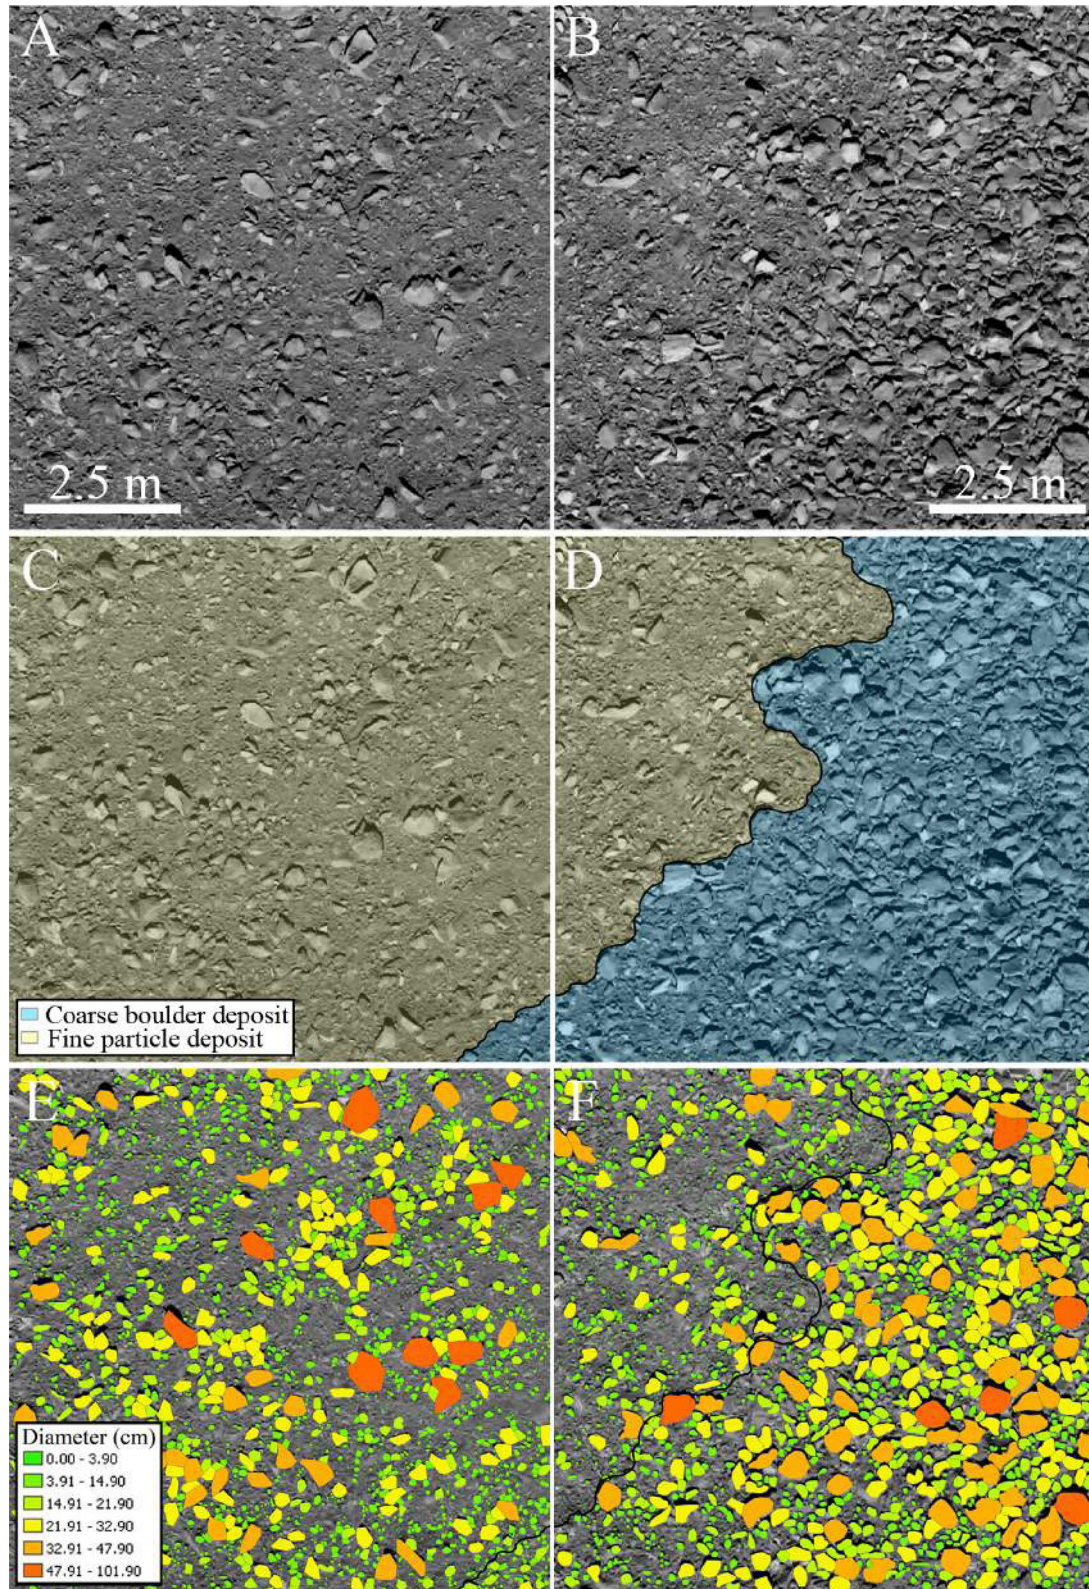 A
B
2.5 m
2.5 m
C
D
Coarse boulder deposit
Fine particle deposit
E
F
Diameter (cm)
0.00 - 3.90
3.91 - 14.90
14.91 - 21.90
21.91 - 32.90
32.91 - 47.90
47.91 - 101.90